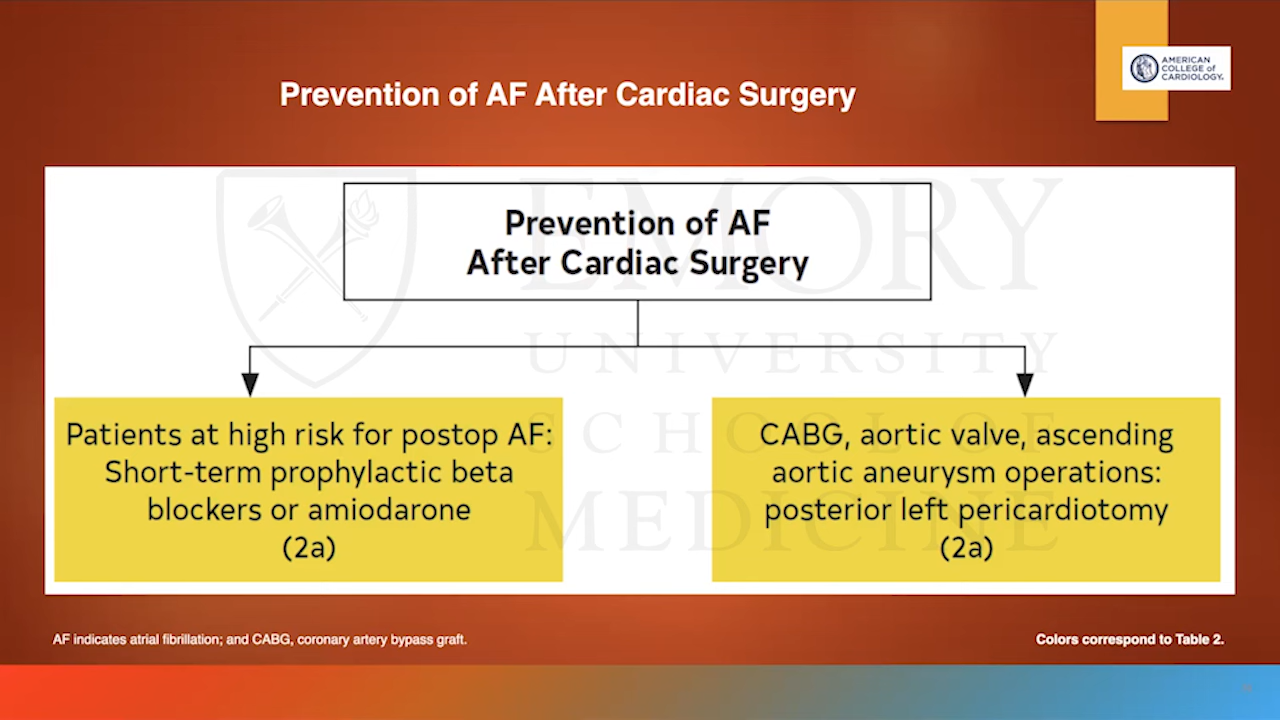 Prevention of AF After Cardiac Surgery
AMERICAN
COLLEGE of
CARDIOLOGY.
EMORY
UNIVERSITY
SCHOOL OF
MEDICINE
Prevention of AF
After Cardiac Surgery
Patients at high risk for postop AF:
Short-term prophylactic beta
blockers or amiodarone
(2a)
CABG, aortic valve, ascending
aortic aneurysm operations:
posterior left pericardiotomy
(2a)
AF indicates atrial fibrillation; and CABG, coronary artery bypass graft.
Colors correspond to Table 2.